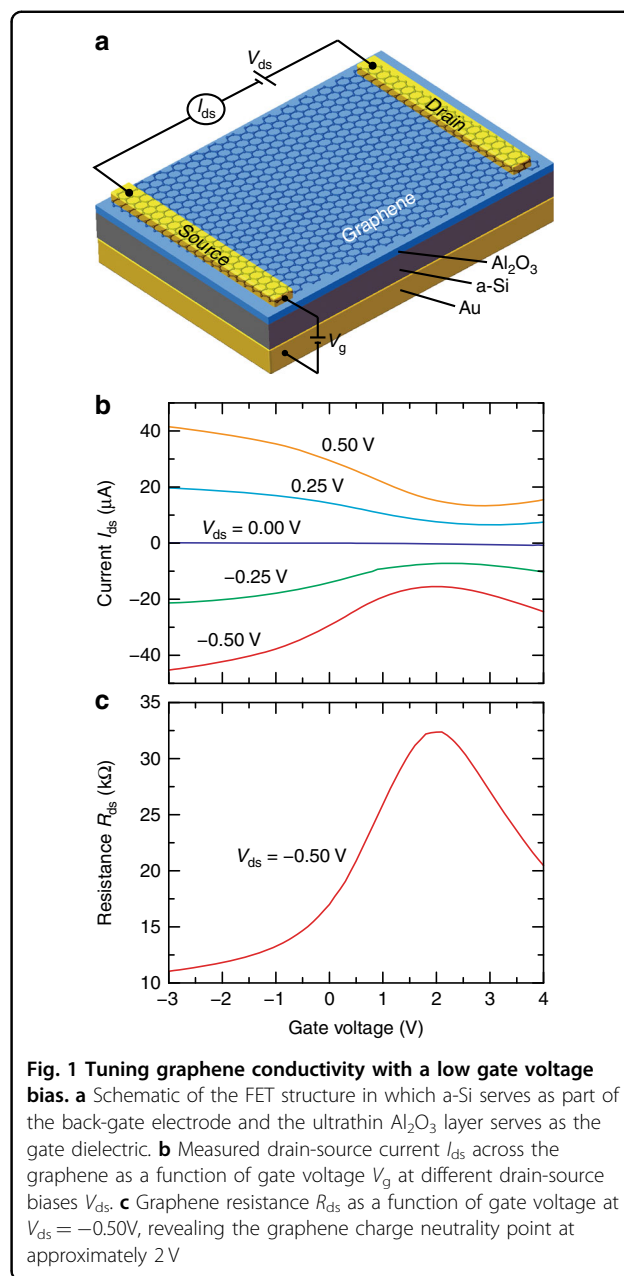 a
V_ds
I_ds
Drain
Graphene
Source
Al₂O₃
a-Si
Au
V_g
b
40
20
0
−20
−40
Current I_ds (μA)
0.50 V
0.25 V
V_ds = 0.00 V
−0.25 V
−0.50 V
c
35
30
25
20
15
10
Resistance R_ds (kΩ)
V_ds = −0.50 V
−3 −2 −1 0 1 2 3 4
Gate voltage (V)
Fig. 1 Tuning graphene conductivity with a low gate voltage
bias. a Schematic of the FET structure in which a-Si serves as part of
the back-gate electrode and the ultrathin Al₂O₃ layer serves as the
gate dielectric. b Measured drain-source current I_ds across the
graphene as a function of gate voltage V_g at different drain-source
biases V_ds. c Graphene resistance R_ds as a function of gate voltage at
V_ds = −0.50V, revealing the graphene charge neutrality point at
approximately 2 V